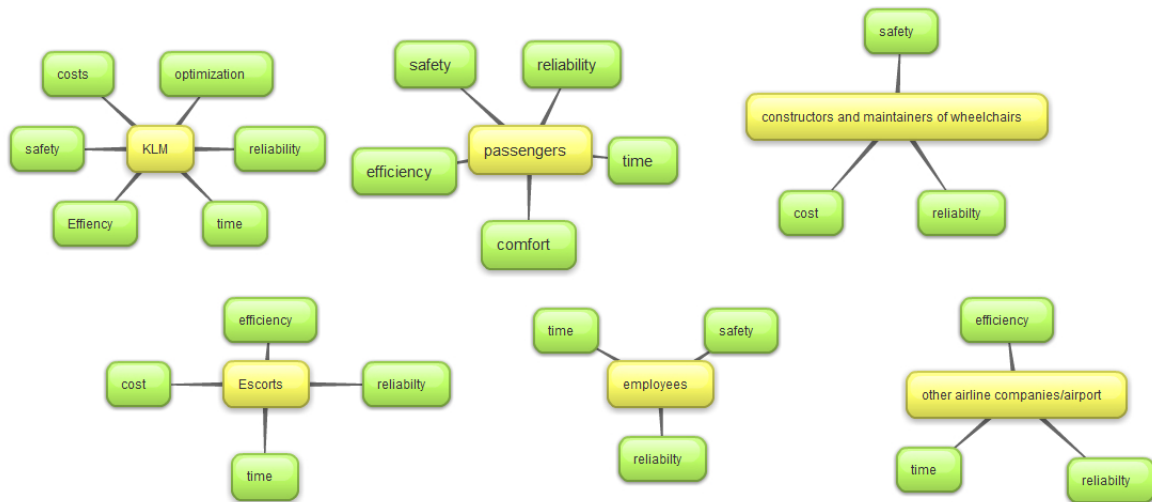 costs
optimization
safety
KLM
reliability
Effiency
time
safety
reliability
passengers
efficiency
time
comfort
safety
constructors and maintainers of wheelchairs
cost
reliabilty
efficiency
cost
Escorts
reliabilty
time
time
safety
employees
reliabilty
efficiency
other airline companies/airport
time
reliabilty